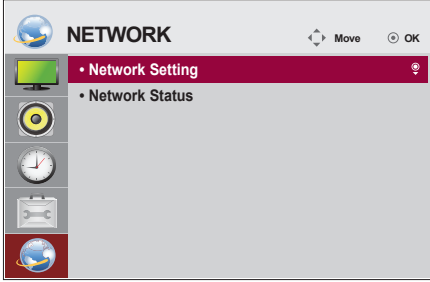 NETWORK
Move
OK
• Network Setting
• Network Status